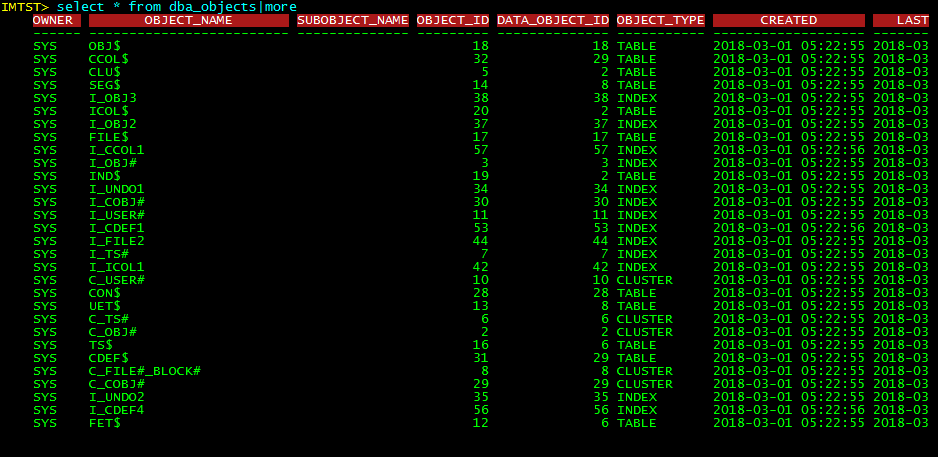 IMTST> select * from dba_objects|more
OWNER OBJECT_NAME SUBOBJECT_NAME OBJECT_ID DATA_OBJECT_ID OBJECT_TYPE CREATED LAST
------ ------------------------- -------------- --------- -------------- ----------- ------------------- -------
SYS OBJ$ 18 18 TABLE 2018-03-01 05:22:55 2018-03
SYS CCOL$ 32 29 TABLE 2018-03-01 05:22:55 2018-03
SYS CLU$ 5 2 TABLE 2018-03-01 05:22:55 2018-03
SYS SEG$ 14 8 TABLE 2018-03-01 05:22:55 2018-03
SYS I_OBJ3 38 38 INDEX 2018-03-01 05:22:55 2018-03
SYS ICOL$ 20 2 TABLE 2018-03-01 05:22:55 2018-03
SYS I_OBJ2 37 37 INDEX 2018-03-01 05:22:55 2018-03
SYS FILE$ 17 17 TABLE 2018-03-01 05:22:55 2018-03
SYS I_CCOL1 57 57 INDEX 2018-03-01 05:22:56 2018-03
SYS I_OBJ# 3 3 INDEX 2018-03-01 05:22:55 2018-03
SYS IND$ 19 2 TABLE 2018-03-01 05:22:55 2018-03
SYS I_UNDO1 34 34 INDEX 2018-03-01 05:22:55 2018-03
SYS I_COBJ# 30 30 INDEX 2018-03-01 05:22:55 2018-03
SYS I_USER# 11 11 INDEX 2018-03-01 05:22:55 2018-03
SYS I_CDEF1 53 53 INDEX 2018-03-01 05:22:56 2018-03
SYS I_FILE2 44 44 INDEX 2018-03-01 05:22:55 2018-03
SYS I_TS# 7 7 INDEX 2018-03-01 05:22:55 2018-03
SYS I_ICOL1 42 42 INDEX 2018-03-01 05:22:55 2018-03
SYS C_USER# 10 10 CLUSTER 2018-03-01 05:22:55 2018-03
SYS CON$ 28 28 TABLE 2018-03-01 05:22:55 2018-03
SYS UET$ 13 8 TABLE 2018-03-01 05:22:55 2018-03
SYS C_TS# 6 6 CLUSTER 2018-03-01 05:22:55 2018-03
SYS C_OBJ# 2 2 CLUSTER 2018-03-01 05:22:55 2018-03
SYS TS$ 16 6 TABLE 2018-03-01 05:22:55 2018-03
SYS CDEF$ 31 29 TABLE 2018-03-01 05:22:55 2018-03
SYS C_FILE#_BLOCK# 8 8 CLUSTER 2018-03-01 05:22:55 2018-03
SYS C_COBJ# 29 29 CLUSTER 2018-03-01 05:22:55 2018-03
SYS I_UNDO2 35 35 INDEX 2018-03-01 05:22:55 2018-03
SYS I_CDEF4 56 56 INDEX 2018-03-01 05:22:56 2018-03
SYS FET$ 12 6 TABLE 2018-03-01 05:22:55 2018-03